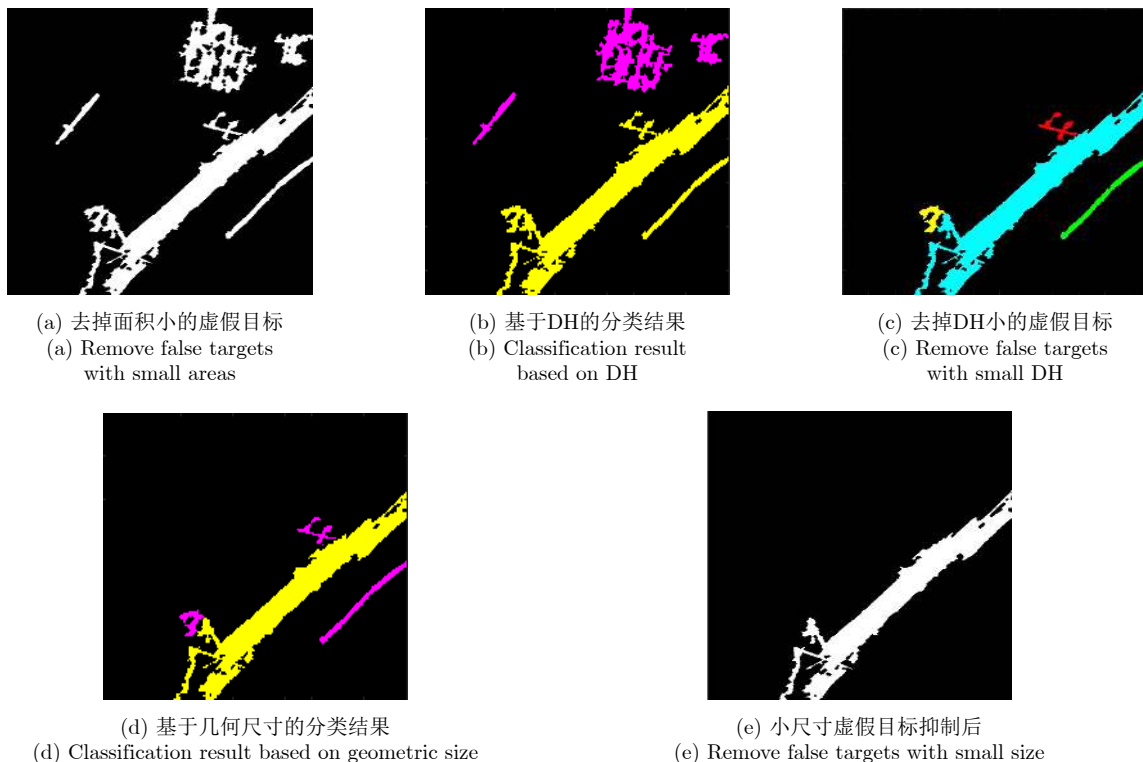 (a) 去掉面积小的虚假目标
(a) Remove false targets
with small areas
(b) 基于DH的分类结果
(b) Classification result
based on DH
(c) 去掉DH小的虚假目标
(c) Remove false targets
with small DH
(d) 基于几何尺寸的分类结果
(d) Classification result based on geometric size
(e) 小尺寸虚假目标抑制后
(e) Remove false targets with small size